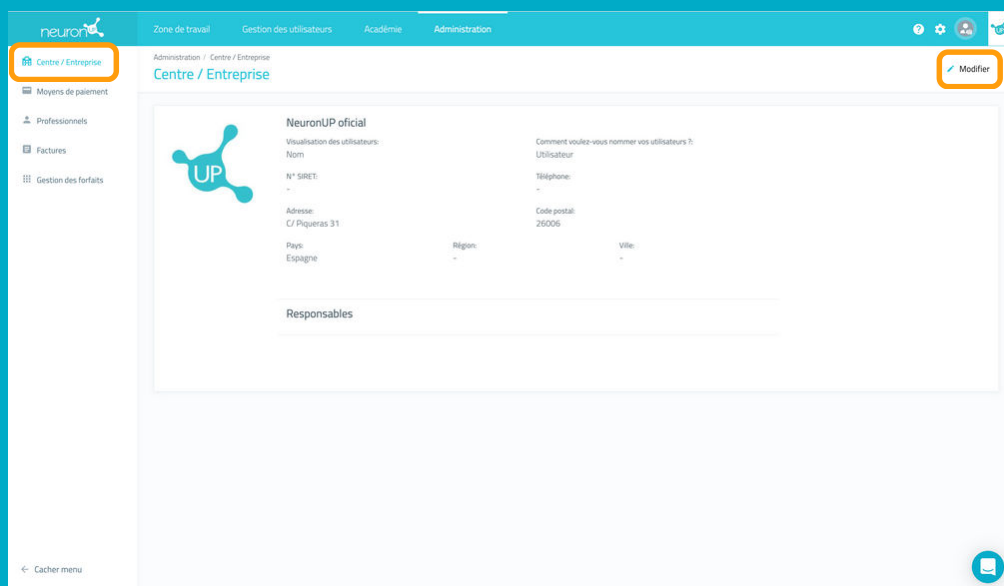 neuronUP
Zone de travail
Gestion des utilisateurs
Académie
Administration
Centre / Entreprise
Moyens de paiement
Professionnels
Factures
Gestion des forfaits
Administration / Centre / Entreprise
Centre / Entreprise
Modifier
UP
NeuronUP oficial
Visualisation des utilisateurs:
Nom
Comment voulez-vous nommer vos utilisateurs ?:
Utilisateur
N° SIRET:
-
Téléphone:
-
Adresse:
C/ Piqueras 31
Code postal:
26006
Pays:
Espagne
Région:
-
Ville:
-
Responsables
← Cacher menu